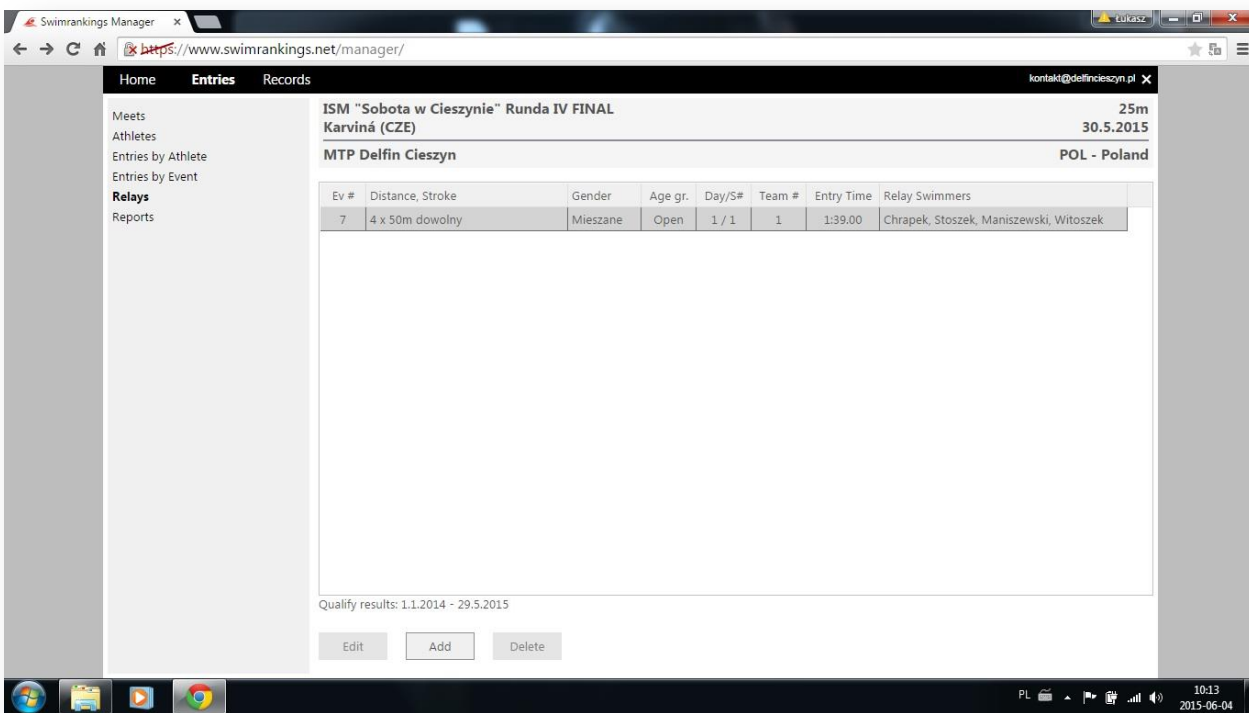 Swimrankings Manager
Łukasz
https://www.swimrankings.net/manager/
Home Entries Records kontakt@delfincieszyn.pl
Meets
Athletes
Entries by Athlete
Entries by Event
Relays
Reports
ISM "Sobota w Cieszynie" Runda IV FINAL 25m
Karviná (CZE) 30.5.2015
MTP Delfin Cieszyn POL - Poland
Ev # Distance, Stroke Gender Age gr. Day/S# Team # Entry Time Relay Swimmers
7 4 x 50m dowolny Mieszane Open 1 / 1 1 1:39.00 Chrapek, Stoszek, Maniszewski, Witoszek
Qualify results: 1.1.2014 - 29.5.2015
Edit Add Delete
PL 10:13
2015-06-04